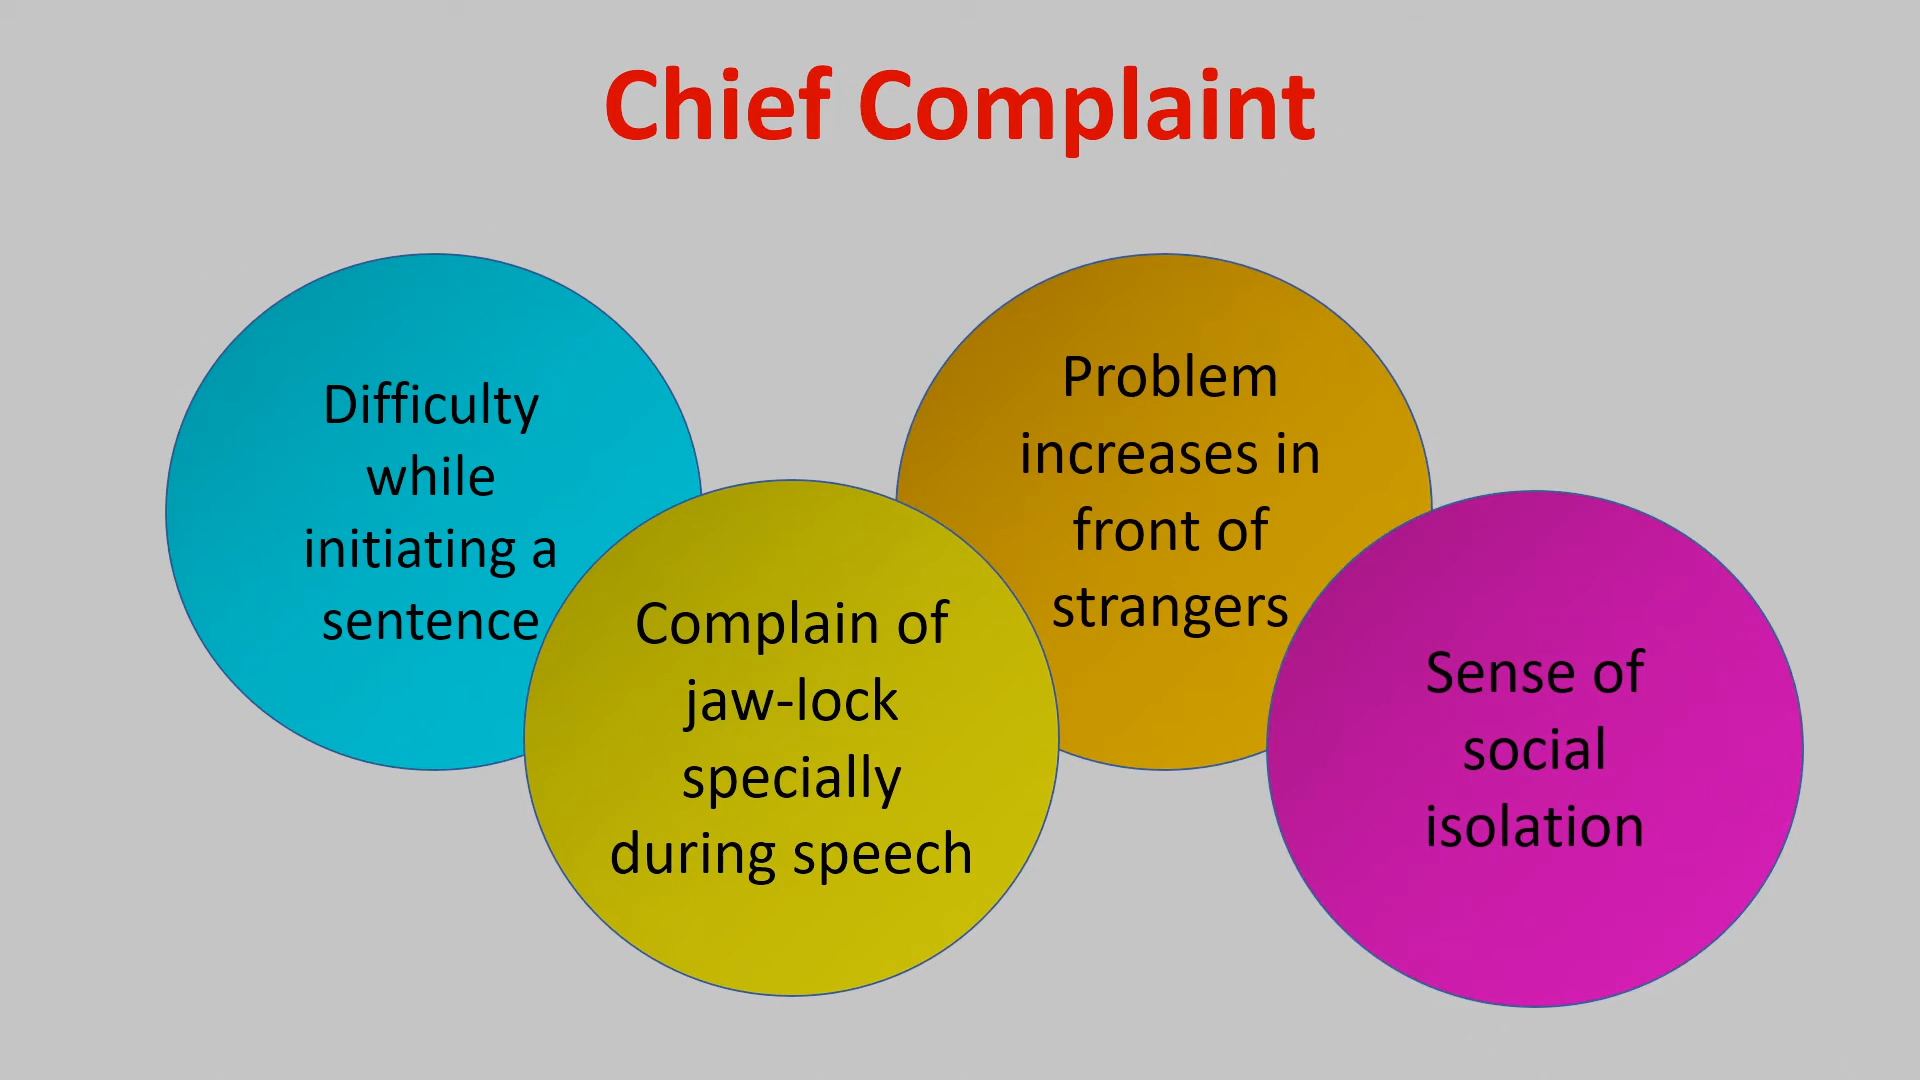 Chief Complaint
Difficulty
while
initiating a
sentence
Complain of
jaw-lock
specially
during speech
Problem
increases in
front of
strangers
Sense of
social
isolation